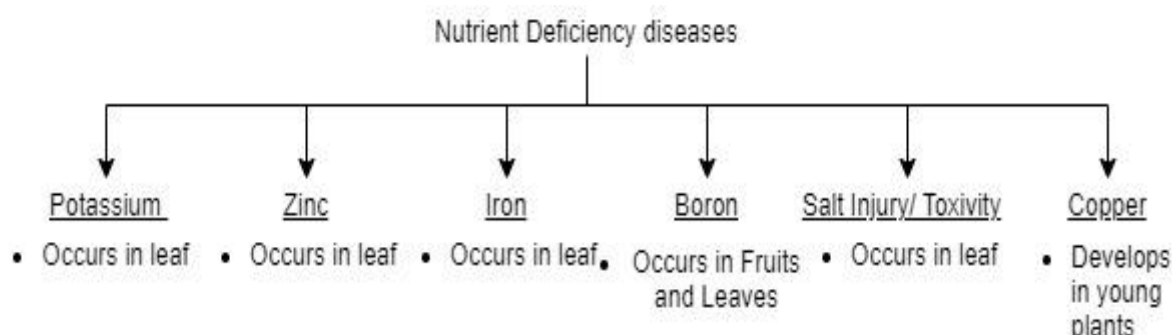 Nutrient Deficiency diseases
Potassium
• Occurs in leaf
Zinc
• Occurs in leaf
Iron
• Occurs in leaf
Boron
• Occurs in Fruits
and Leaves
Salt Injury/ Toxivity
• Occurs in leaf
Copper
• Develops
in young
plants